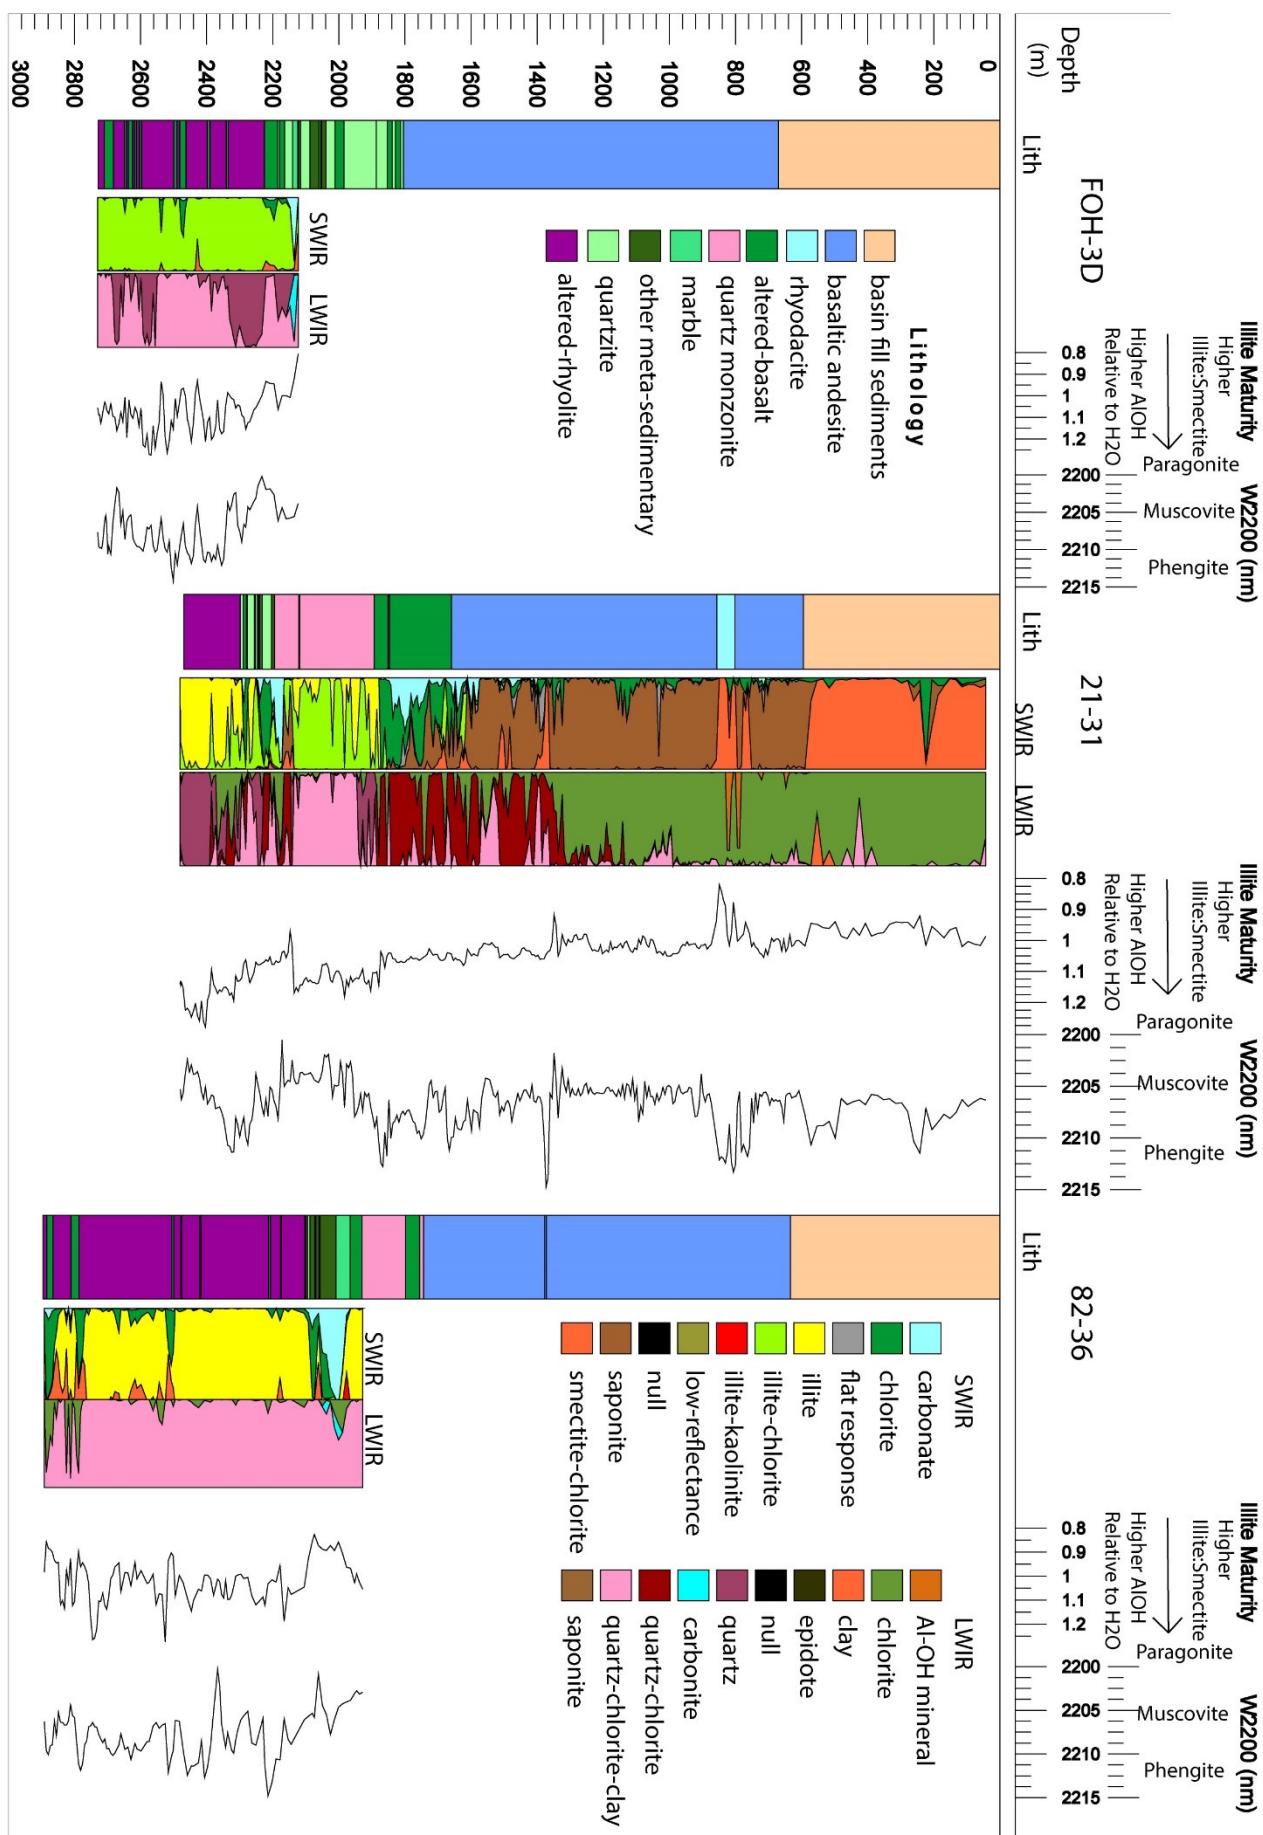 Depth
(m)
0
200
400
600
800
1000
1200
1400
1600
1800
2000
2200
2400
2600
2800
3000
FOH-3D
Lith
SWIR
LWIR
Illite Maturity
Higher
Illite:Smectite
Higher AlOH
Relative to H2O
0.8
0.9
1
1.1
1.2
W2200 (nm)
Paragonite
Muscovite
Phengite
2200
2205
2210
2215
Lithology
basin fill sediments
basaltic andesite
rhyodacite
altered-basalt
quartz monzonite
marble
other meta-sedimentary
quartzite
altered-rhyolite
21-31
Lith
SWIR
LWIR
Illite Maturity
Higher
Illite:Smectite
Higher AlOH
Relative to H2O
0.8
0.9
1
1.1
1.2
W2200 (nm)
Paragonite
Muscovite
Phengite
2200
2205
2210
2215
82-36
Lith
SWIR
LWIR
Illite Maturity
Higher
Illite:Smectite
Higher AlOH
Relative to H2O
0.8
0.9
1
1.1
1.2
W2200 (nm)
Paragonite
Muscovite
Phengite
2200
2205
2210
2215
SWIR
carbonate
chlorite
flat response
illite
illite-chlorite
illite-kaolinite
low-reflectance
null
saponite
smectite-chlorite
LWIR
Al-OH mineral
chlorite
clay
epidote
null
quartz
carbonite
quartz-chlorite
quartz-chlorite-clay
saponite